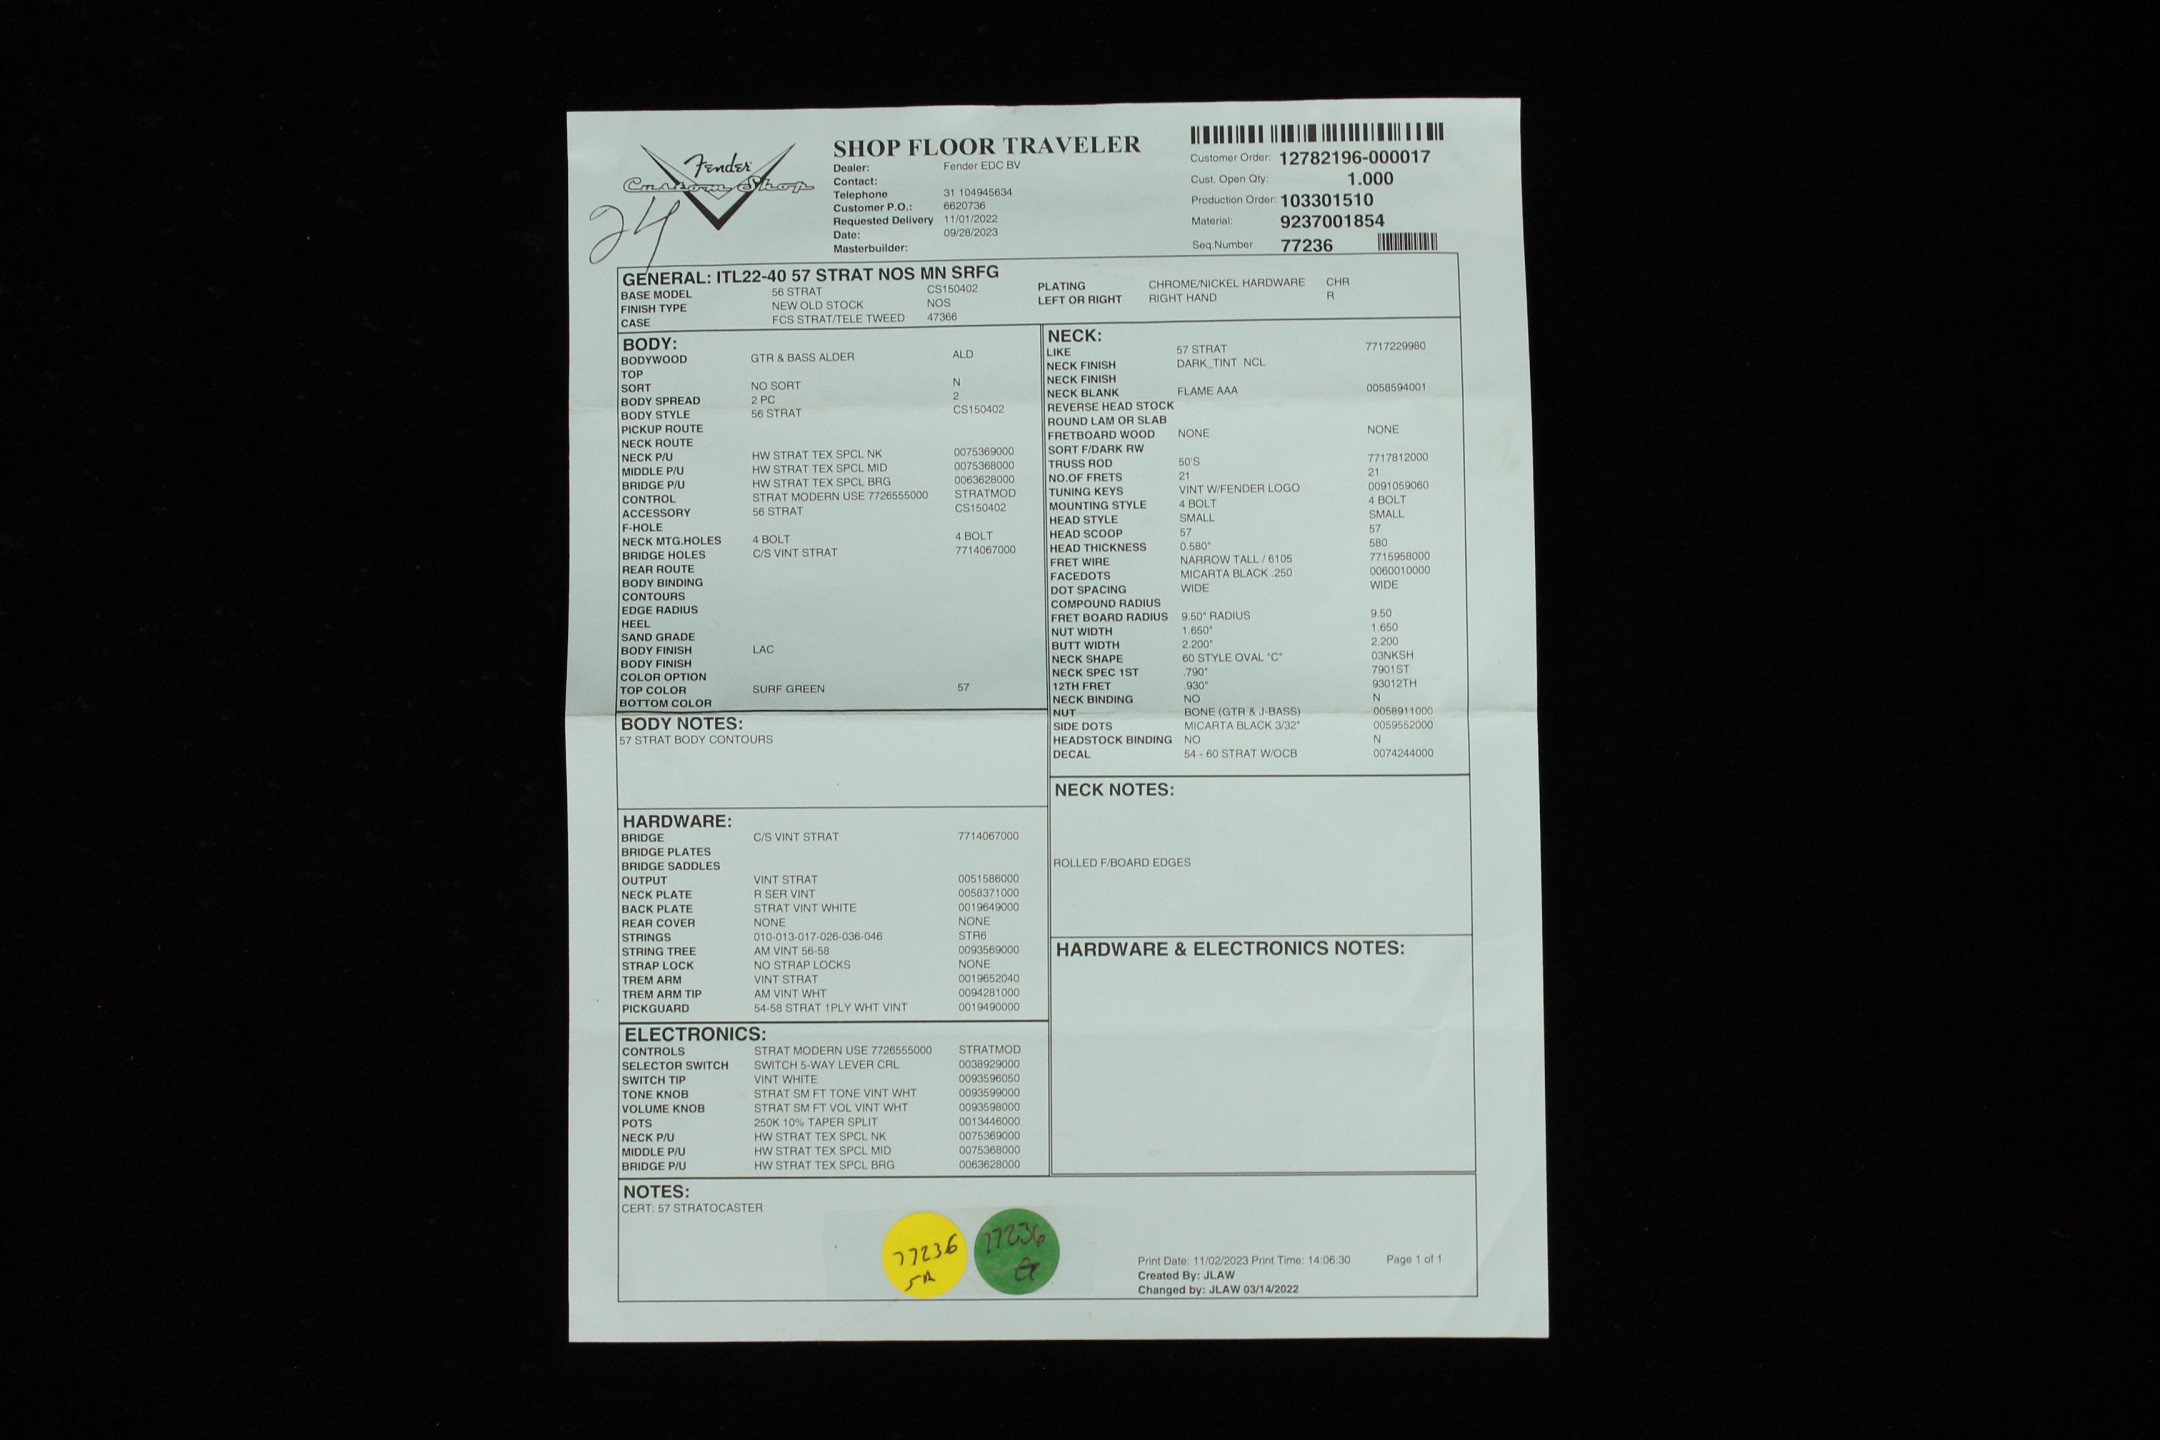 Fender
Custom Shop
24
SHOP FLOOR TRAVELER
Dealer: Fender EDC BV
Contact:
Telephone 31 104945634
Customer P.O.: 6620736
Requested Delivery 11/01/2022
Date: 09/28/2023
Masterbuilder:
Customer Order: 12782196-000017
Cust. Open Qty: 1.000
Production Order: 103301510
Material: 9237001854
Seq.Number 77236
GENERAL: ITL22-40 57 STRAT NOS MN SRFG
BASE MODEL 56 STRAT CS150402
FINISH TYPE NEW OLD STOCK NOS
CASE FCS STRAT/TELE TWEED 47366
PLATING CHROME/NICKEL HARDWARE CHR
LEFT OR RIGHT RIGHT HAND R
BODY:
BODYWOOD GTR & BASS ALDER ALD
TOP
SORT NO SORT N
BODY SPREAD 2 PC 2
BODY STYLE 56 STRAT CS150402
PICKUP ROUTE
NECK ROUTE
NECK P/U HW STRAT TEX SPCL NK 0075369000
MIDDLE P/U HW STRAT TEX SPCL MID 0075368000
BRIDGE P/U HW STRAT TEX SPCL BRG 0063628000
CONTROL STRAT MODERN USE 7726555000 STRATMOD
ACCESSORY 56 STRAT CS150402
F-HOLE
NECK MTG.HOLES 4 BOLT 4 BOLT
BRIDGE HOLES C/S VINT STRAT 7714067000
REAR ROUTE
BODY BINDING
CONTOURS
EDGE RADIUS
HEEL
SAND GRADE
BODY FINISH LAC
BODY FINISH
COLOR OPTION
TOP COLOR SURF GREEN 57
BOTTOM COLOR
BODY NOTES:
57 STRAT BODY CONTOURS
HARDWARE:
BRIDGE C/S VINT STRAT 7714067000
BRIDGE PLATES
BRIDGE SADDLES
OUTPUT VINT STRAT 0051586000
NECK PLATE R SER VINT 0058371000
BACK PLATE STRAT VINT WHITE 0019649000
REAR COVER NONE NONE
STRINGS 010-013-017-026-036-046 STR6
STRING TREE AM VINT 56-58 0093569000
STRAP LOCK NO STRAP LOCKS NONE
TREM ARM VINT STRAT 0019652040
TREM ARM TIP AM VINT WHT 0094281000
PICKGUARD 54-58 STRAT 1PLY WHT VINT 0019490000
ELECTRONICS:
CONTROLS STRAT MODERN USE 7726555000 STRATMOD
SELECTOR SWITCH SWITCH 5-WAY LEVER CRL 0038929000
SWITCH TIP VINT WHITE 0093596050
TONE KNOB STRAT SM FT TONE VINT WHT 0093599000
VOLUME KNOB STRAT SM FT VOL VINT WHT 0093598000
POTS 250K 10% TAPER SPLIT 0013446000
NECK P/U HW STRAT TEX SPCL NK 0075369000
MIDDLE P/U HW STRAT TEX SPCL MID 0075368000
BRIDGE P/U HW STRAT TEX SPCL BRG 0063628000
NECK:
LIKE 57 STRAT 7717229980
NECK FINISH DARK_TINT NCL
NECK FINISH
NECK BLANK FLAME AAA 0058594001
REVERSE HEAD STOCK
ROUND LAM OR SLAB
FRETBOARD WOOD NONE NONE
SORT F/DARK RW
TRUSS ROD 50'S 7717812000
NO.OF FRETS 21 21
TUNING KEYS VINT W/FENDER LOGO 0091059060
MOUNTING STYLE 4 BOLT 4 BOLT
HEAD STYLE SMALL SMALL
HEAD SCOOP 57 57
HEAD THICKNESS 0.580" 580
FRET WIRE NARROW TALL / 6105 7715958000
FACEDOTS MICARTA BLACK .250 0060010000
DOT SPACING WIDE WIDE
COMPOUND RADIUS
FRET BOARD RADIUS 9.50" RADIUS 9.50
NUT WIDTH 1.650" 1.650
BUTT WIDTH 2.200" 2.200
NECK SHAPE 60 STYLE OVAL "C" 03NKSH
NECK SPEC 1ST .790" 7901ST
12TH FRET .930" 93012TH
NECK BINDING NO N
NUT BONE (GTR & J-BASS) 0058911000
SIDE DOTS MICARTA BLACK 3/32" 0059552000
HEADSTOCK BINDING NO N
DECAL 54 - 60 STRAT W/OCB 0074244000
NECK NOTES:
ROLLED F/BOARD EDGES
HARDWARE & ELECTRONICS NOTES:
NOTES:
CERT: 57 STRATOCASTER
77236
5A
77236
Print Date: 11/02/2023 Print Time: 14:06:30 Page 1 of 1
Created By: JLAW
Changed by: JLAW 03/14/2022